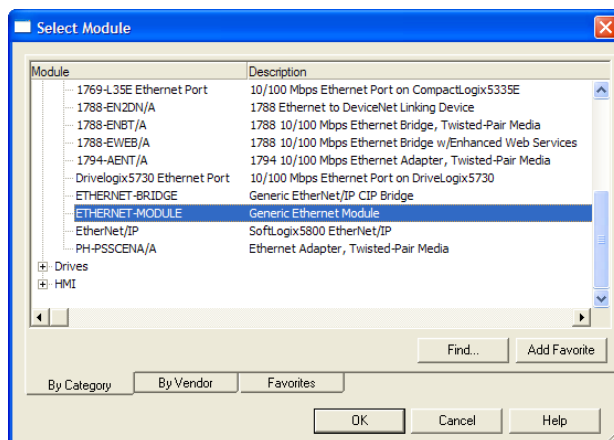 Select Module
Module Description
1769-L35E Ethernet Port 10/100 Mbps Ethernet Port on CompactLogix5335E
1788-EN2DN/A 1788 Ethernet to DeviceNet Linking Device
1788-ENBT/A 1788 10/100 Mbps Ethernet Bridge, Twisted-Pair Media
1788-EWEB/A 1788 10/100 Mbps Ethernet Bridge w/Enhanced Web Services
1794-AENT/A 1794 10/100 Mbps Ethernet Adapter, Twisted-Pair Media
Drivelogix5730 Ethernet Port 10/100 Mbps Ethernet Port on DriveLogix5730
ETHERNET-BRIDGE Generic EtherNet/IP CIP Bridge
ETHERNET-MODULE Generic Ethernet Module
EtherNet/IP SoftLogix5800 EtherNet/IP
PH-PSSCENA/A Ethernet Adapter, Twisted-Pair Media
Drives
HMI
Find... Add Favorite
By Category By Vendor Favorites
OK Cancel Help